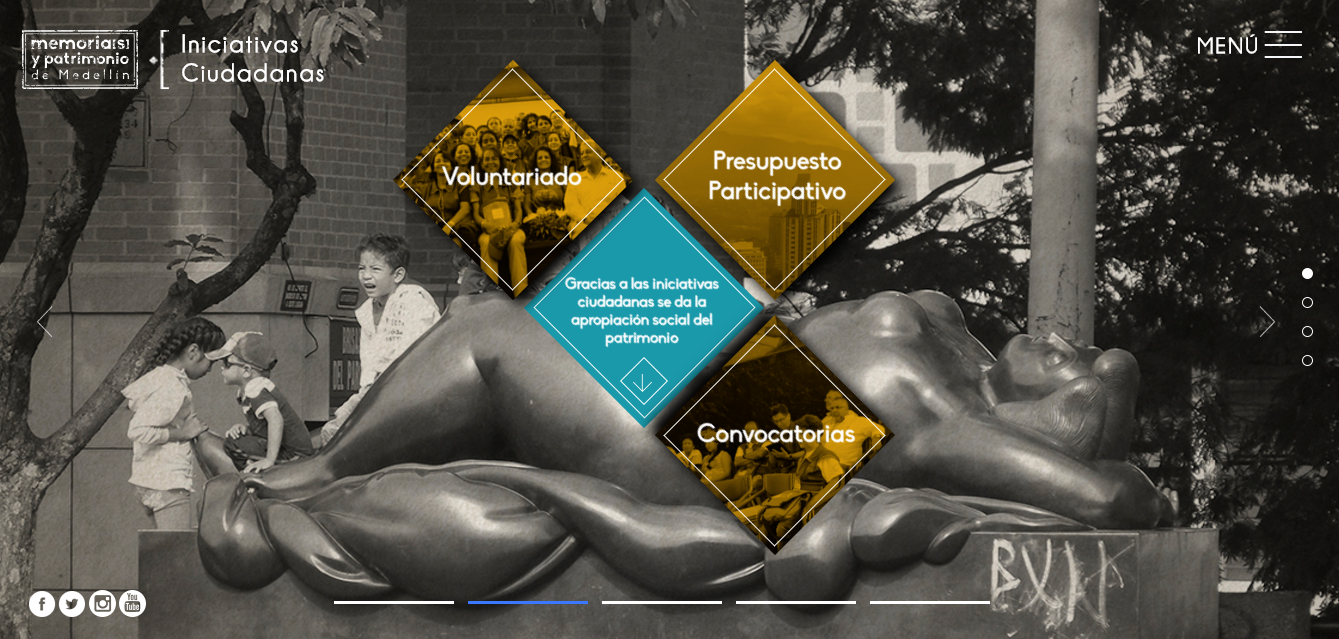 memoria(s)
y patrimonio
de Medellín
Iniciativas
Ciudadanas
MENÚ
Voluntariado
Presupuesto
Participativo
Gracias a las iniciativas
ciudadanas se da la
apropiación social del
patrimonio
Convocatorias
You
Tube